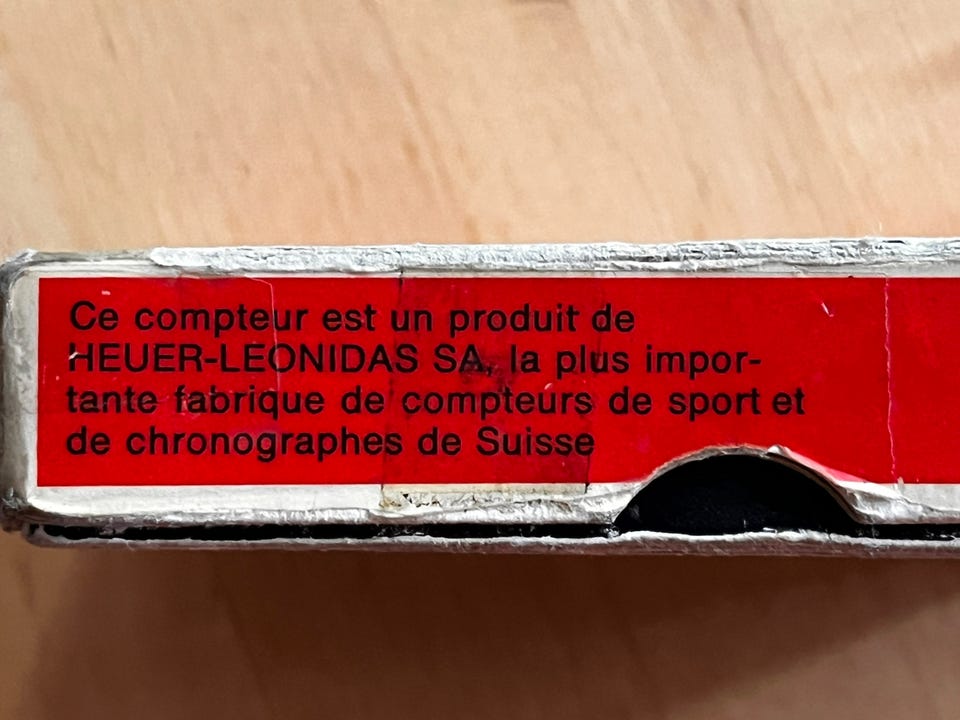 Ce compteur est un produit de
HEUER-LEONIDAS SA, la plus impor-
tante fabrique de compteurs de sport et
de chronographes de Suisse